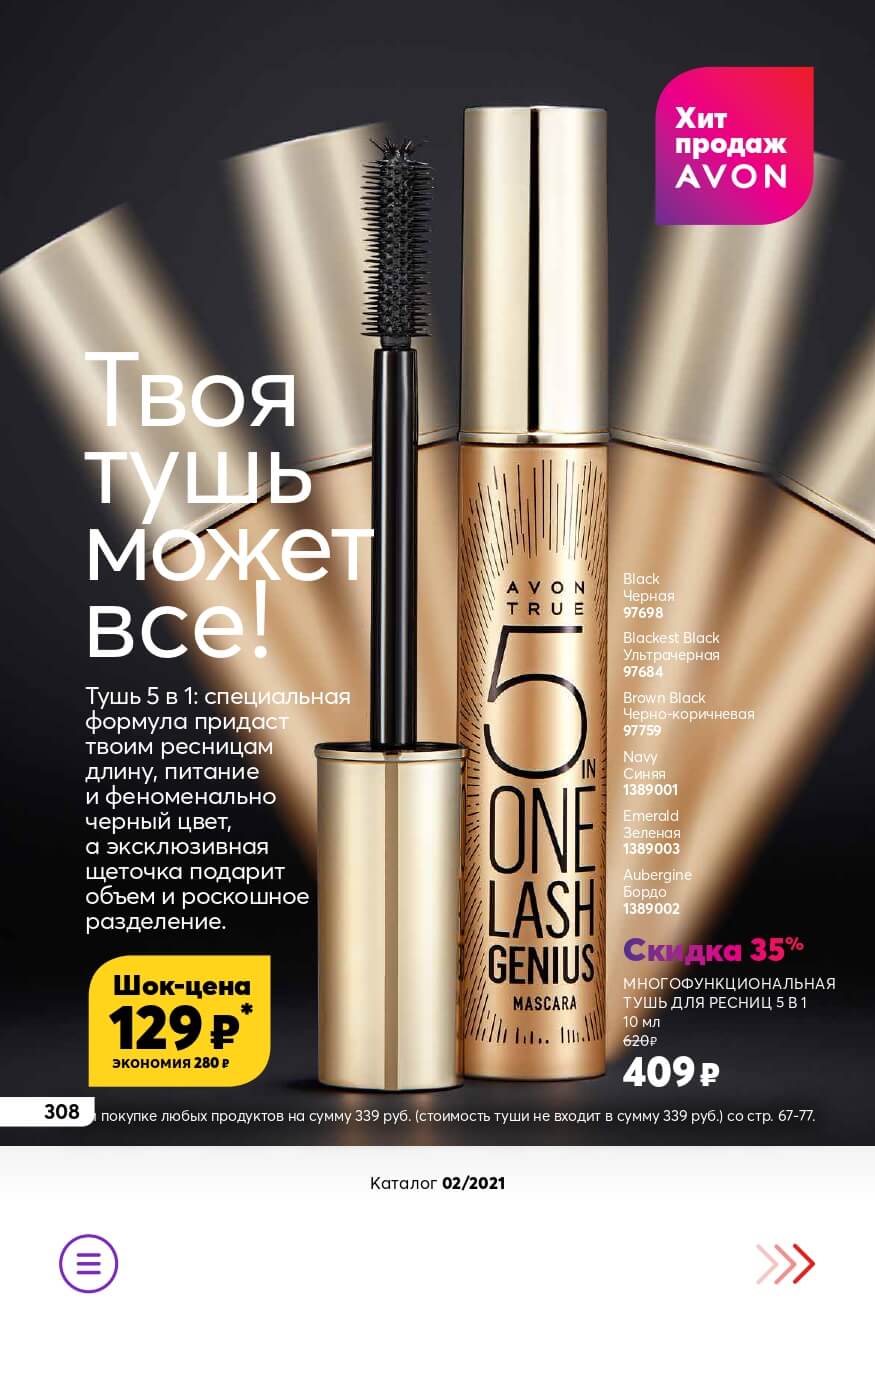 Хит
продаж
AVON
Твоя
тушь
может
все!
Тушь 5 в 1: специальная
формула придаст
твоим ресницам
длину, питание
и феноменально
черный цвет,
а эксклюзивная
щеточка подарит
объем и роскошное
разделение.
Шок-цена
129 ₽*
экономия 280 ₽
AVON
TRUE
5
IN
ONE
LASH
GENIUS
MASCARA
Black
Черная
97698
Blackest Black
Ультрачерная
97684
Brown Black
Черно-коричневая
97759
Navy
Синяя
1389001
Emerald
Зеленая
1389003
Aubergine
Бордо
1389002
Скидка 35%
МНОГОФУНКЦИОНАЛЬНАЯ
ТУШЬ ДЛЯ РЕСНИЦ 5 В 1
10 мл
620₽
409 ₽
308
покупке любых продуктов на сумму 339 руб. (стоимость туши не входит в сумму 339 руб.) со стр. 67-77.
Каталог 02/2021